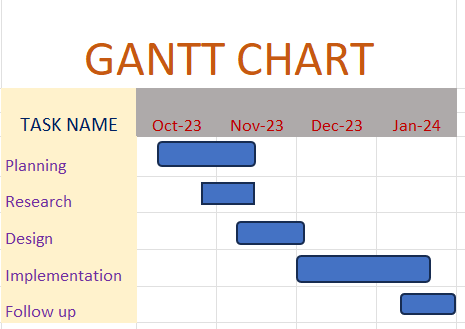 GANTT CHART
TASK NAME Oct-23 Nov-23 Dec-23 Jan-24
Planning
Research
Design
Implementation
Follow up